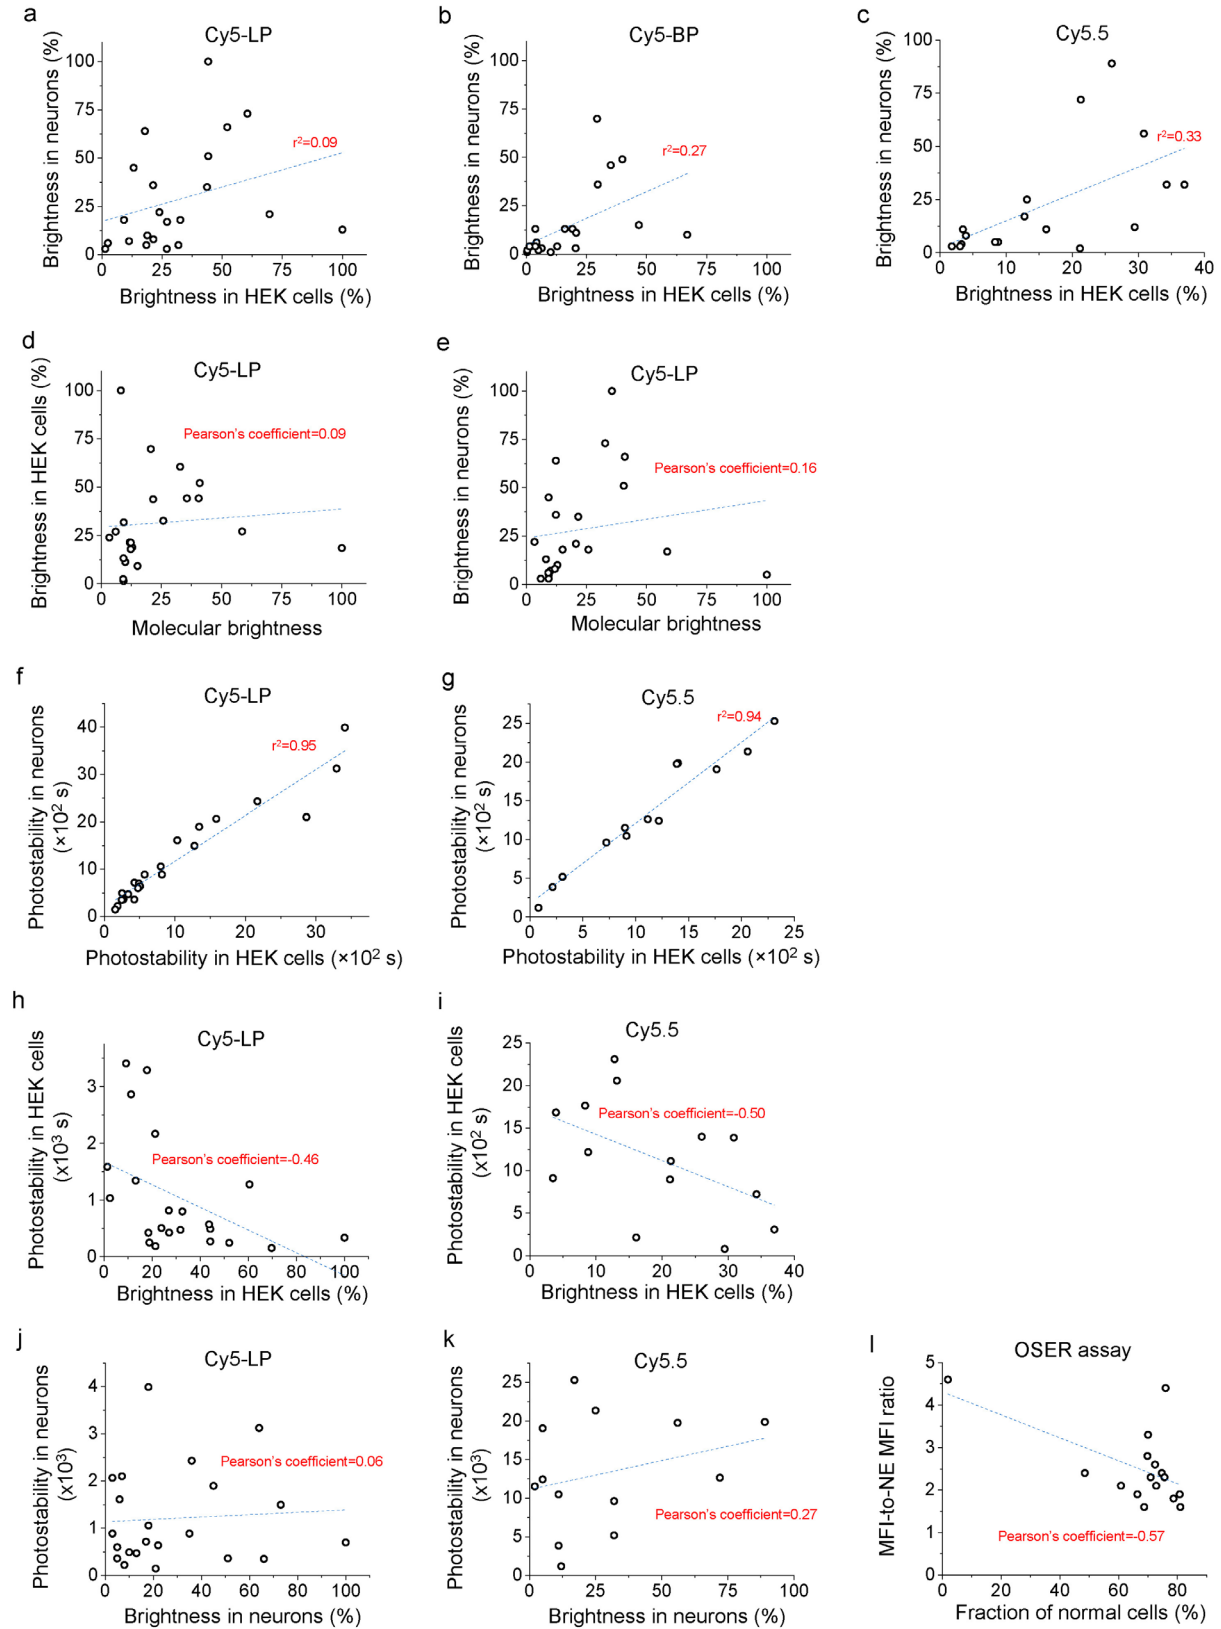 a
Cy5-LP
Brightness in neurons (%)
100
75
50
25
0
r²=0.09
0 25 50 75 100
Brightness in HEK cells (%)
b
Cy5-BP
Brightness in neurons (%)
100
75
50
25
0
r²=0.27
0 25 50 75 100
Brightness in HEK cells (%)
c
Cy5.5
Brightness in neurons (%)
100
75
50
25
0
r²=0.33
0 10 20 30 40
Brightness in HEK cells (%)
d
Cy5-LP
Brightness in HEK cells (%)
100
75
50
25
0
Pearson's coefficient=0.09
0 25 50 75 100
Molecular brightness
e
Cy5-LP
Brightness in neurons (%)
100
75
50
25
0
Pearson's coefficient=0.16
0 25 50 75 100
Molecular brightness
f
Cy5-LP
Photostability in neurons
(×10² s)
40
30
20
10
0
r²=0.95
0 10 20 30
Photostability in HEK cells (×10² s)
g
Cy5.5
Photostability in neurons
(×10² s)
25
20
15
10
5
0
r²=0.94
0 5 10 15 20 25
Photostability in HEK cells (×10² s)
h
Cy5-LP
Photostability in HEK cells
(x10³ s)
3
2
1
0
Pearson's coefficient=-0.46
0 20 40 60 80 100
Brightness in HEK cells (%)
i
Cy5.5
Photostability in HEK cells
(x10² s)
25
20
15
10
5
0
Pearson's coefficient=-0.50
0 10 20 30 40
Brightness in HEK cells (%)
j
Cy5-LP
Photostability in neurons
(x10³)
4
3
2
1
0
Pearson's coefficient=0.06
0 20 40 60 80 100
Brightness in neurons (%)
k
Cy5.5
Photostability in neurons
(x10³)
25
20
15
10
5
0
Pearson's coefficient=0.27
0 25 50 75 100
Brightness in neurons (%)
l
OSER assay
MFI-to-NE MFI ratio
5
4
3
2
1
0
Pearson's coefficient=-0.57
0 20 40 60 80
Fraction of normal cells (%)